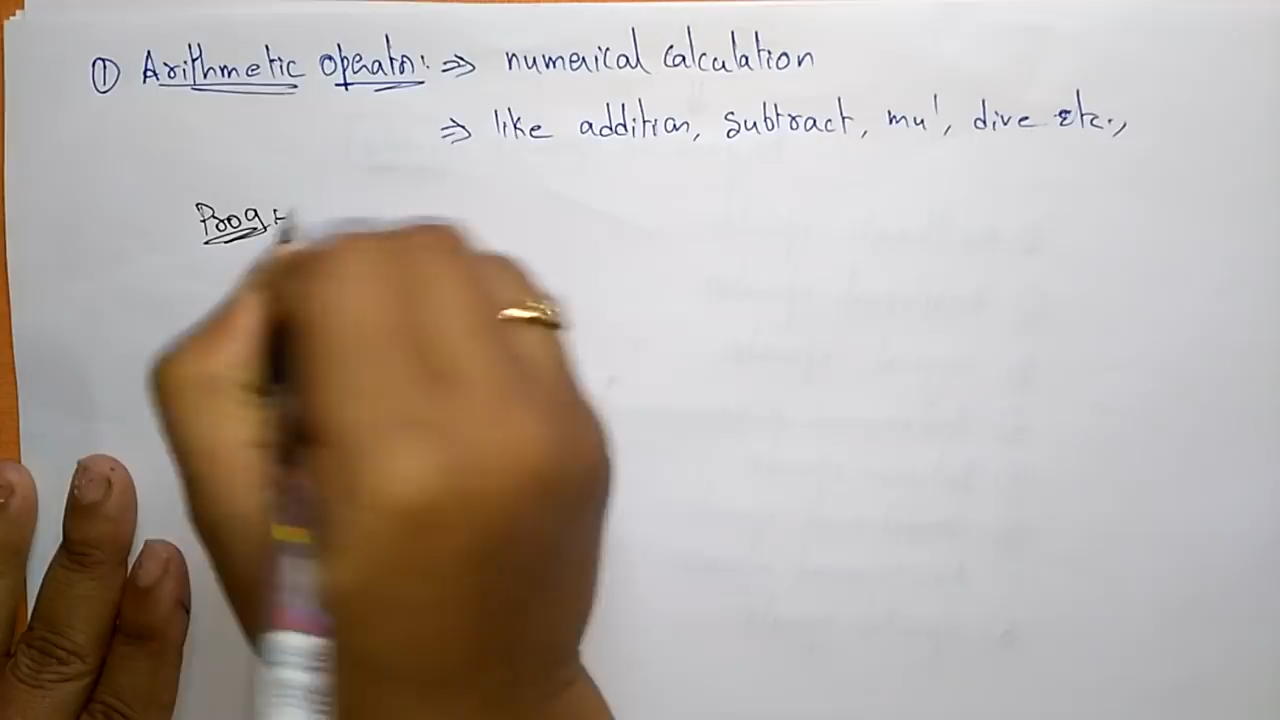 ① Arithmetic operator: ⇒ numerical calculation
⇒ like addition, subtract, mul, dive etc.,
Prog:-